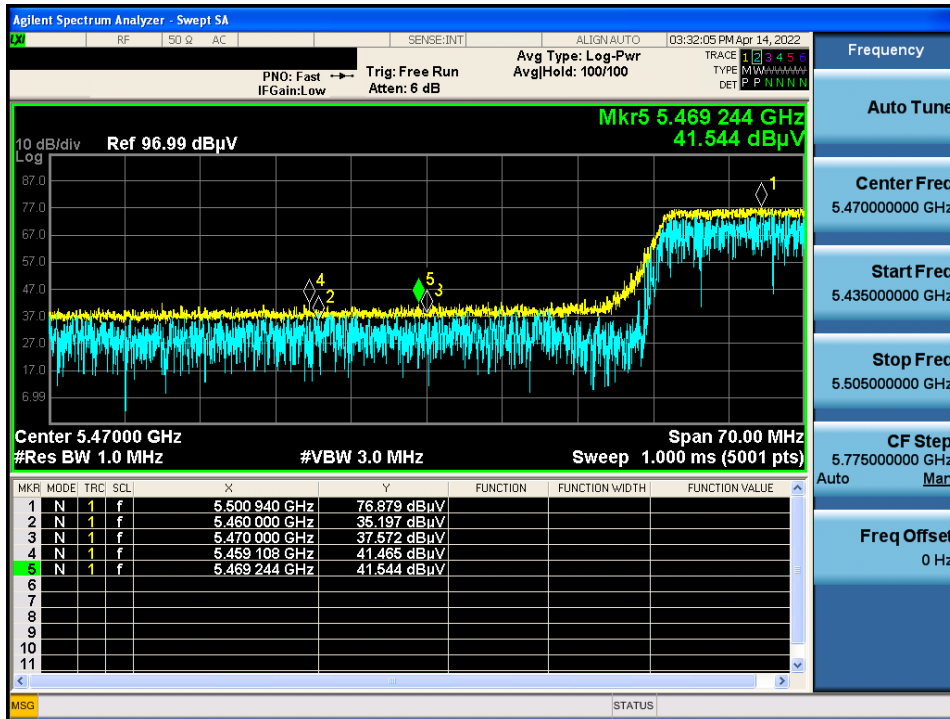 Agilent Spectrum Analyzer - Swept SA
LXI RF 50 Ω AC SENSE:INT ALIGN AUTO 03:32:05 PM Apr 14, 2022
Frequency
PNO: Fast
IFGain:Low
Trig: Free Run
Atten: 6 dB
Avg Type: Log-Pwr
Avg|Hold: 100/100
TRACE 1 2 3 4 5 6
TYPE M W W W W W
DET P P N N N N
Auto Tune
Mkr5 5.469 244 GHz
41.544 dBµV
10 dB/div
Log
Ref 96.99 dBµV
87.0
77.0
67.0
57.0
47.0
37.0
27.0
17.0
6.99
1
4
2
5
3
Center 5.47000 GHz
Span 70.00 MHz
#Res BW 1.0 MHz
#VBW 3.0 MHz
Sweep 1.000 ms (5001 pts)
Center Freq
5.470000000 GHz
Start Freq
5.435000000 GHz
Stop Freq
5.505000000 GHz
CF Step
5.775000000 GHz
Auto Man
Freq Offset
0 Hz
MKR MODE TRC SCL X Y FUNCTION FUNCTION WIDTH FUNCTION VALUE
1 N 1 f 5.500 940 GHz 76.879 dBµV
2 N 1 f 5.460 000 GHz 35.197 dBµV
3 N 1 f 5.470 000 GHz 37.572 dBµV
4 N 1 f 5.459 108 GHz 41.465 dBµV
5 N 1 f 5.469 244 GHz 41.544 dBµV
6
7
8
9
10
11
MSG
STATUS